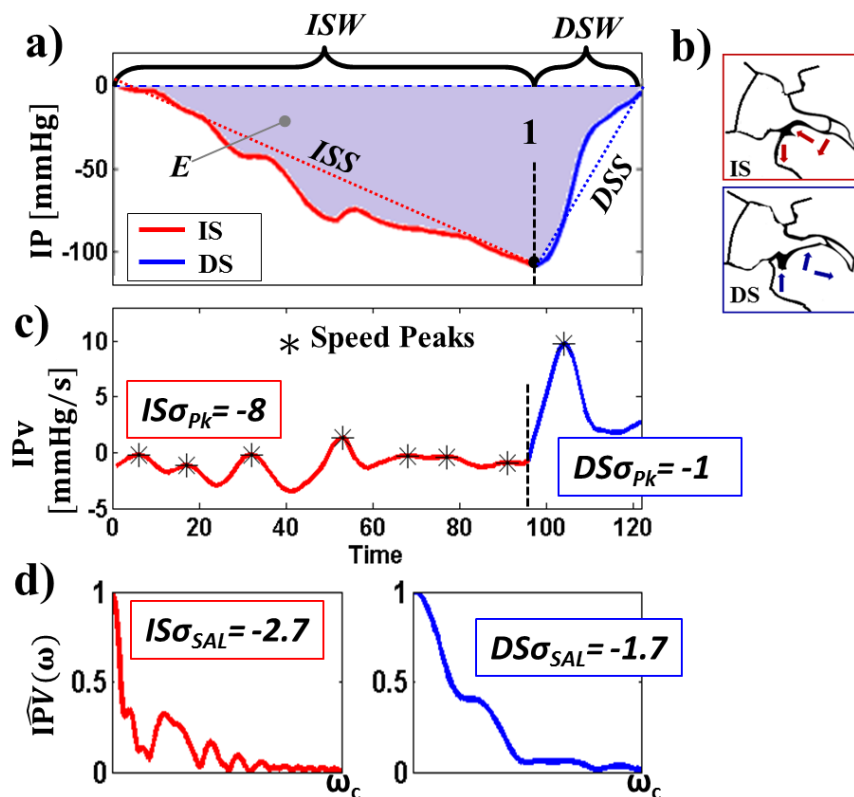 a)
ISW
DSW
b)
IP [mmHg]
0
-50
-100
E
ISS
1
DSS
IS
DS
IS
DS
c)
IPv
[mmHg/s]
10
5
0
-5
* Speed Peaks
ISσPk= -8
DSσPk= -1
0
20
40
60
80
100
120
Time
d)
IPV(ω)
1
0.5
0
ISσSAL= -2.7
ωc
1
0.5
0
DSσSAL= -1.7
ωc